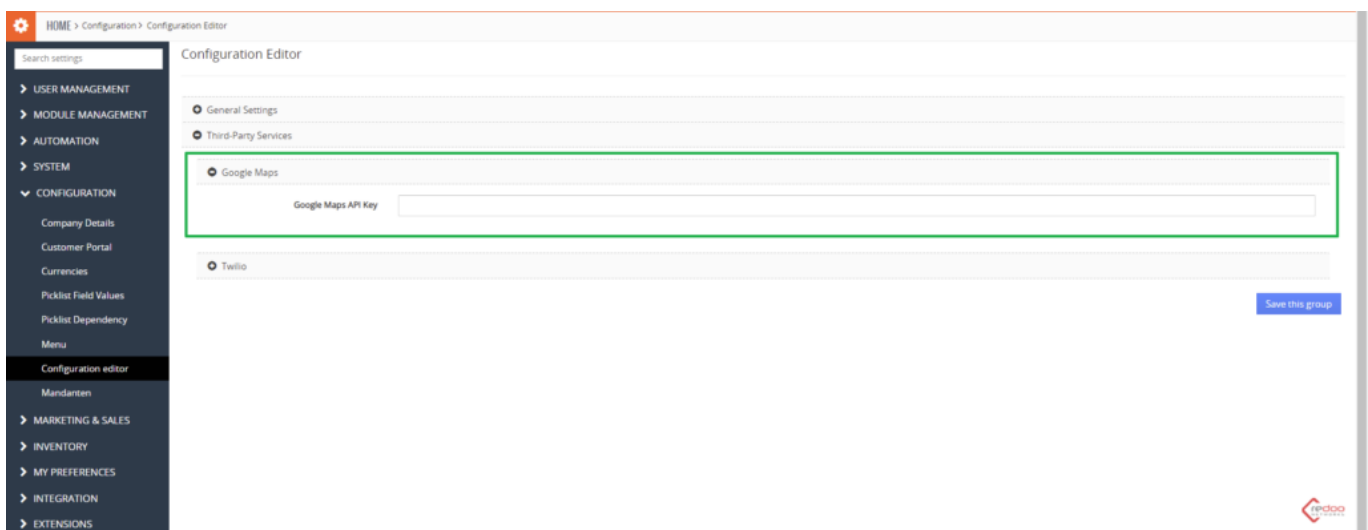 HOME > Configuration > Configuration Editor
Search settings
USER MANAGEMENT
MODULE MANAGEMENT
AUTOMATION
SYSTEM
CONFIGURATION
Company Details
Customer Portal
Currencies
Picklist Field Values
Picklist Dependency
Menu
Configuration editor
Mandanten
MARKETING & SALES
INVENTORY
MY PREFERENCES
INTEGRATION
EXTENSIONS
Configuration Editor
General Settings
Third-Party Services
Google Maps
Google Maps API Key
Twilio
Save this group
redoo
NETWORKS